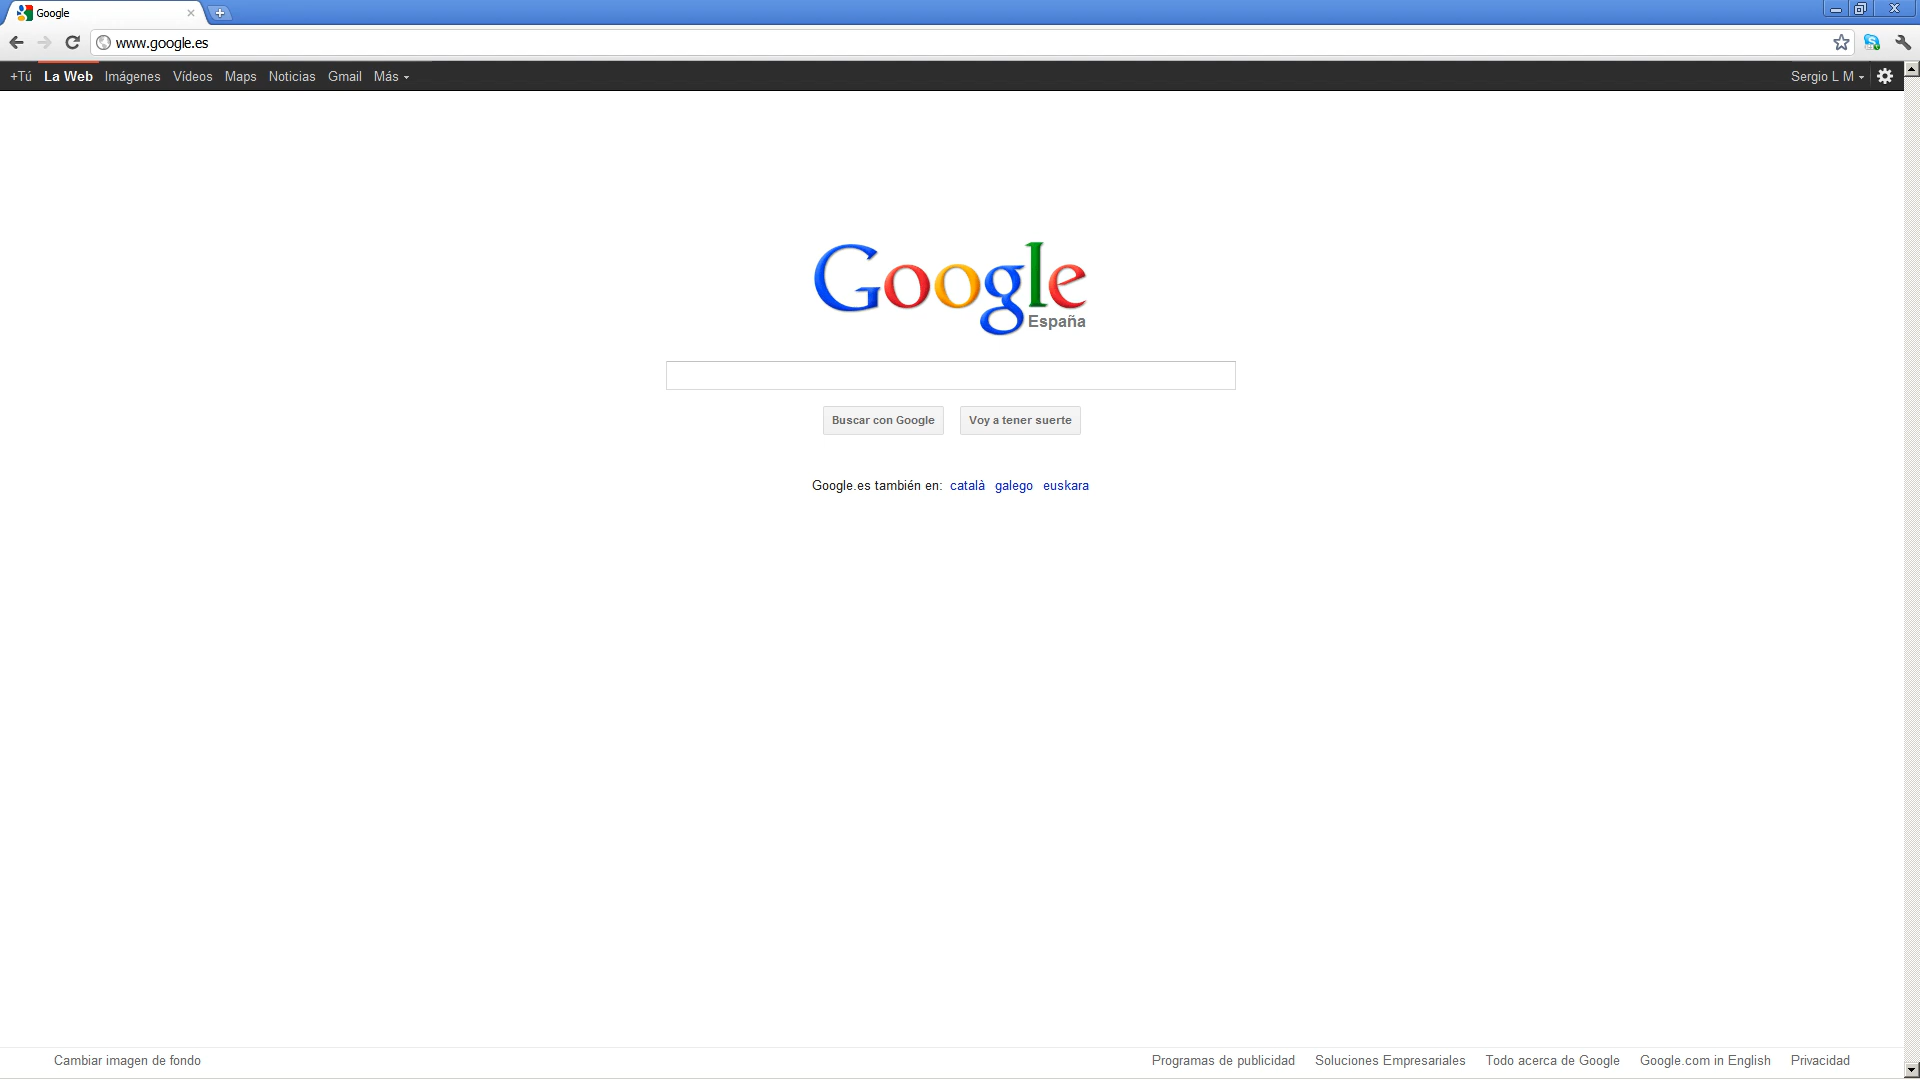 Google
www.google.es
+Tú La Web Imágenes Vídeos Maps Noticias Gmail Más Sergio L M
Google
España
Buscar con Google Voy a tener suerte
Google.es también en: català galego euskara
Cambiar imagen de fondo Programas de publicidad Soluciones Empresariales Todo acerca de Google Google.com in English Privacidad